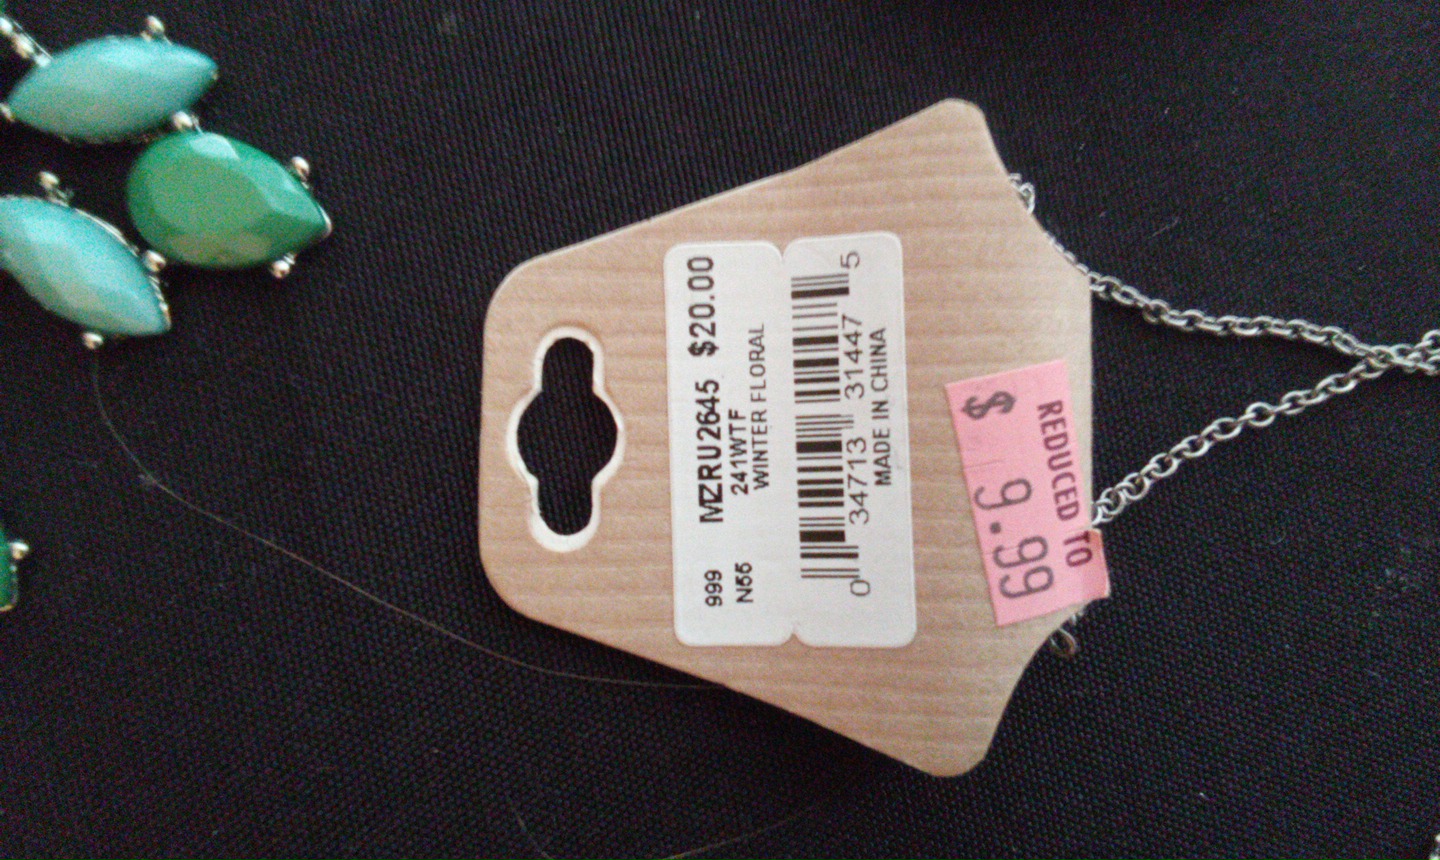 999 MZRU2645 $20.00
N55 241WTF
WINTER FLORAL
0 34713 31447 5
MADE IN CHINA
REDUCED TO
$ 9.99